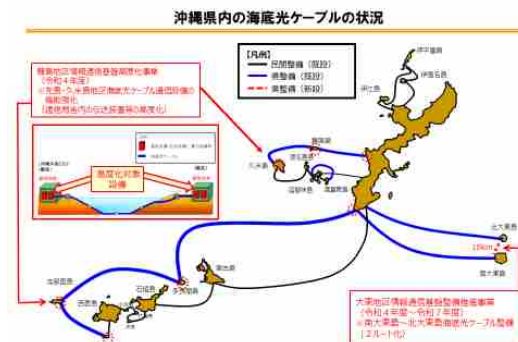 沖縄県内の海底光ケーブルの状況
【凡例】
民間整備（既設）
県整備（既設）
県整備（新設）
離島地区情報通信基盤高度化事業
（令和４年度）
※先島・久米島地区海底光ケーブル通信設備の
機能強化
（通信局舎内の伝送装置等の高度化）
高度化対象
設備
伊平屋島
伊是名島
伊江島
粟国島
久米島
渡名喜島
座間味島
渡嘉敷島
北大東島
15km
南大東島
宮古島
多良間島
石垣島
西表島
与那国島
大東地区情報通信基盤整備推進事業
（令和４年度～令和７年度）
※南大東島～北大東島海底光ケーブル整備
（２ルート化）